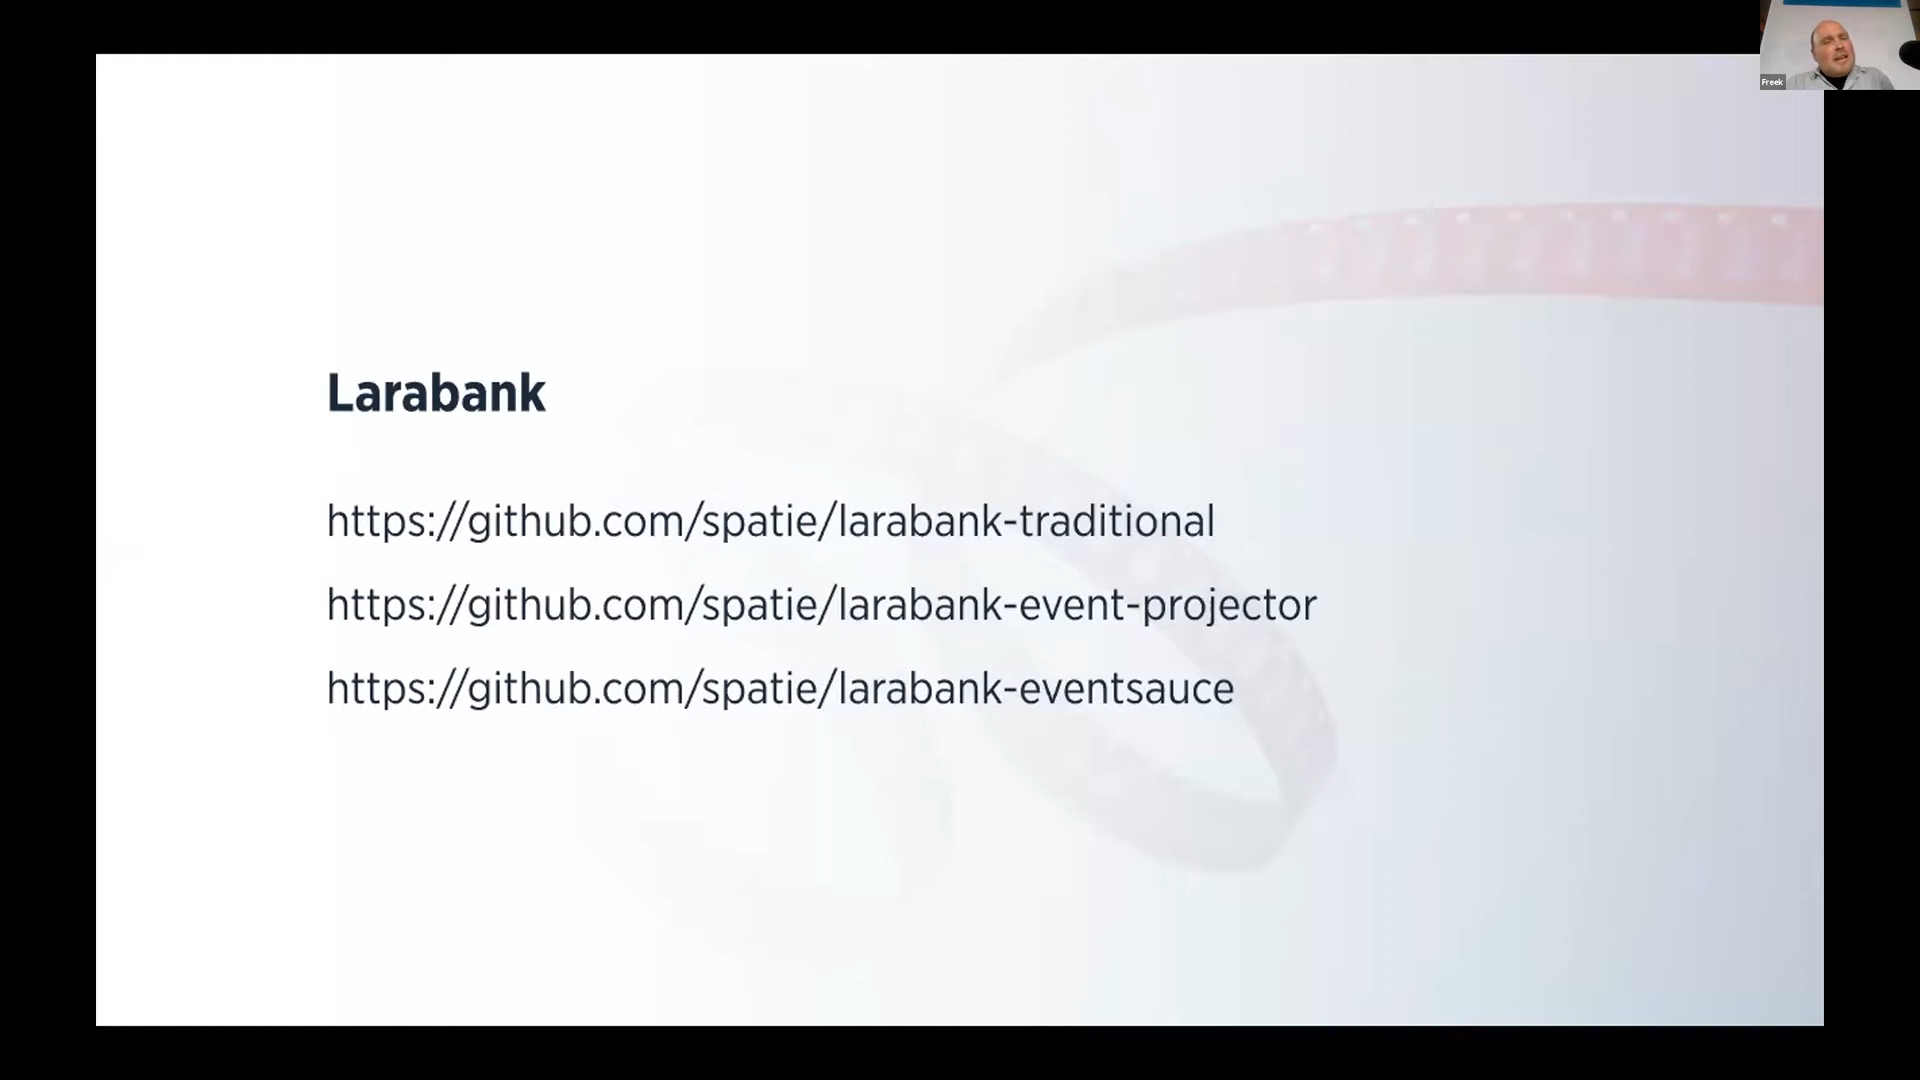 Freek
Larabank
https://github.com/spatie/larabank-traditional
https://github.com/spatie/larabank-event-projector
https://github.com/spatie/larabank-eventsauce